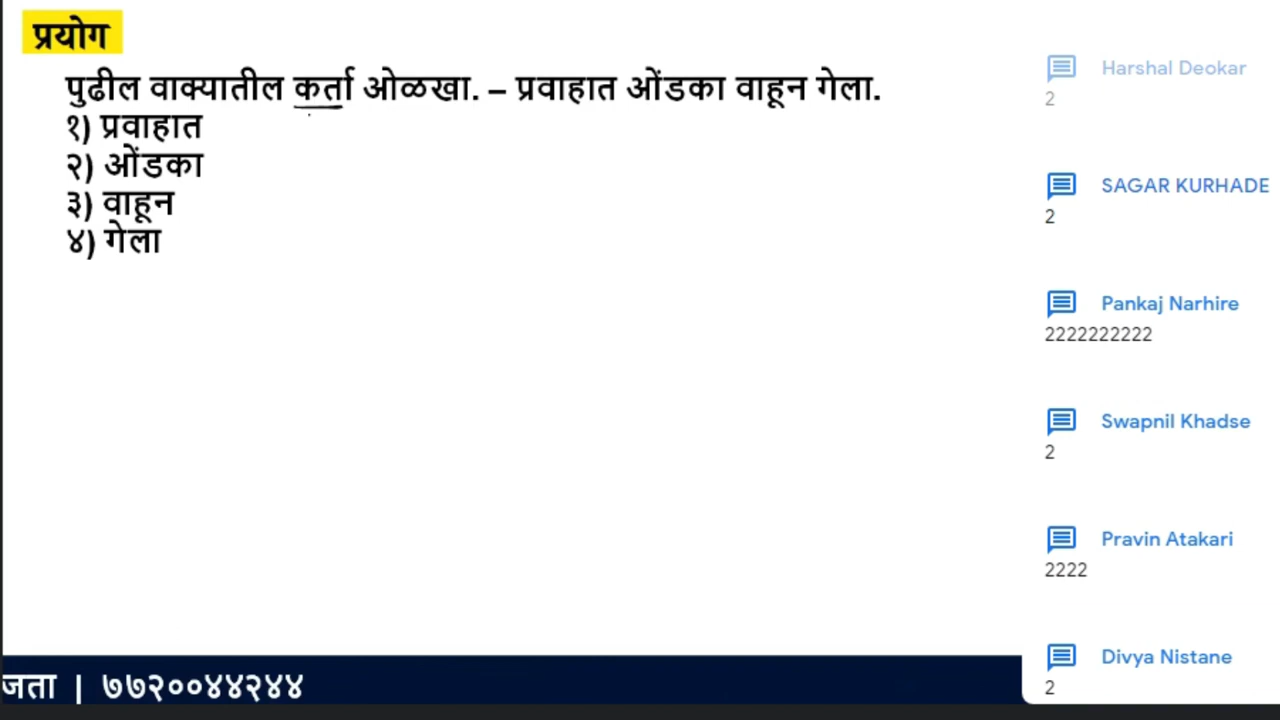 प्रयोग
पुढील वाक्यातील कर्ता ओळखा. – प्रवाहात ओंडका वाहून गेला.
१) प्रवाहात
२) ओंडका
३) वाहून
४) गेला
Harshal Deokar
2
SAGAR KURHADE
2
Pankaj Narhire
2222222222
Swapnil Khadse
2
Pravin Atakari
2222
Divya Nistane
2
जता | ७७२००४४२४४